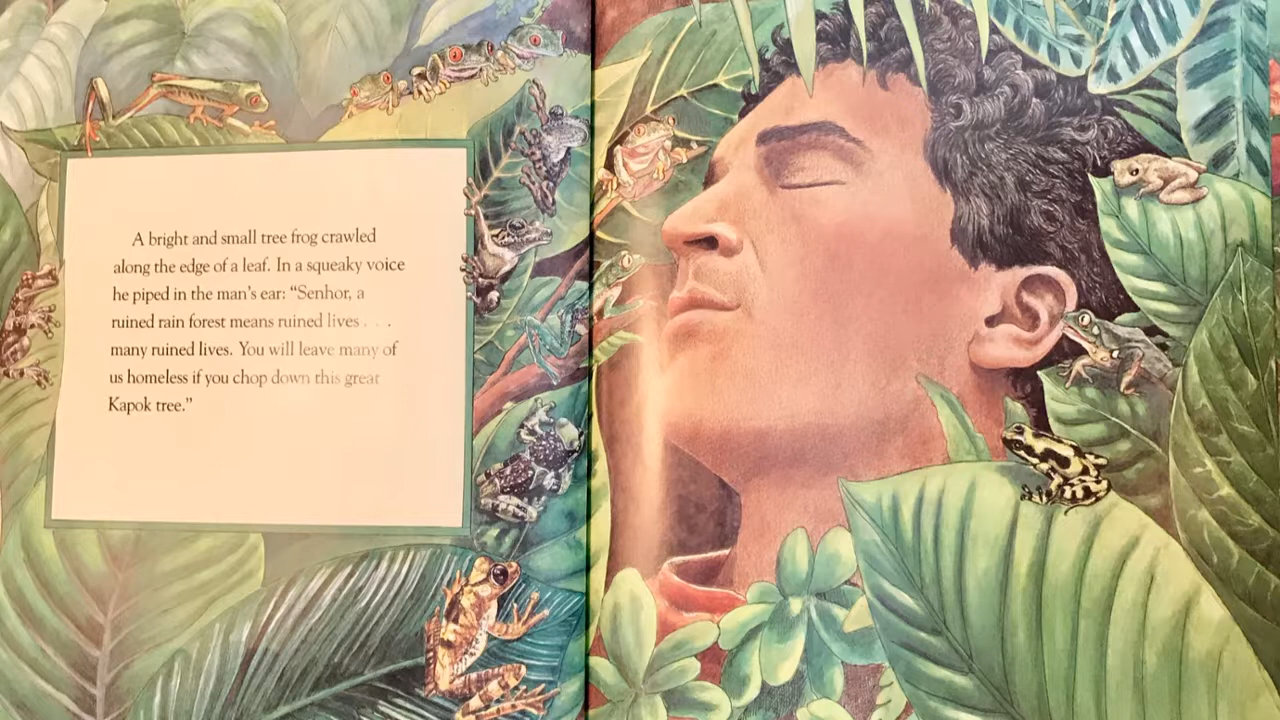 A bright and small tree frog crawled
along the edge of a leaf. In a squeaky voice
he piped in the man's ear: “Senhor, a
ruined rain forest means ruined lives . . .
many ruined lives. You will leave many of
us homeless if you chop down this great
Kapok tree.”